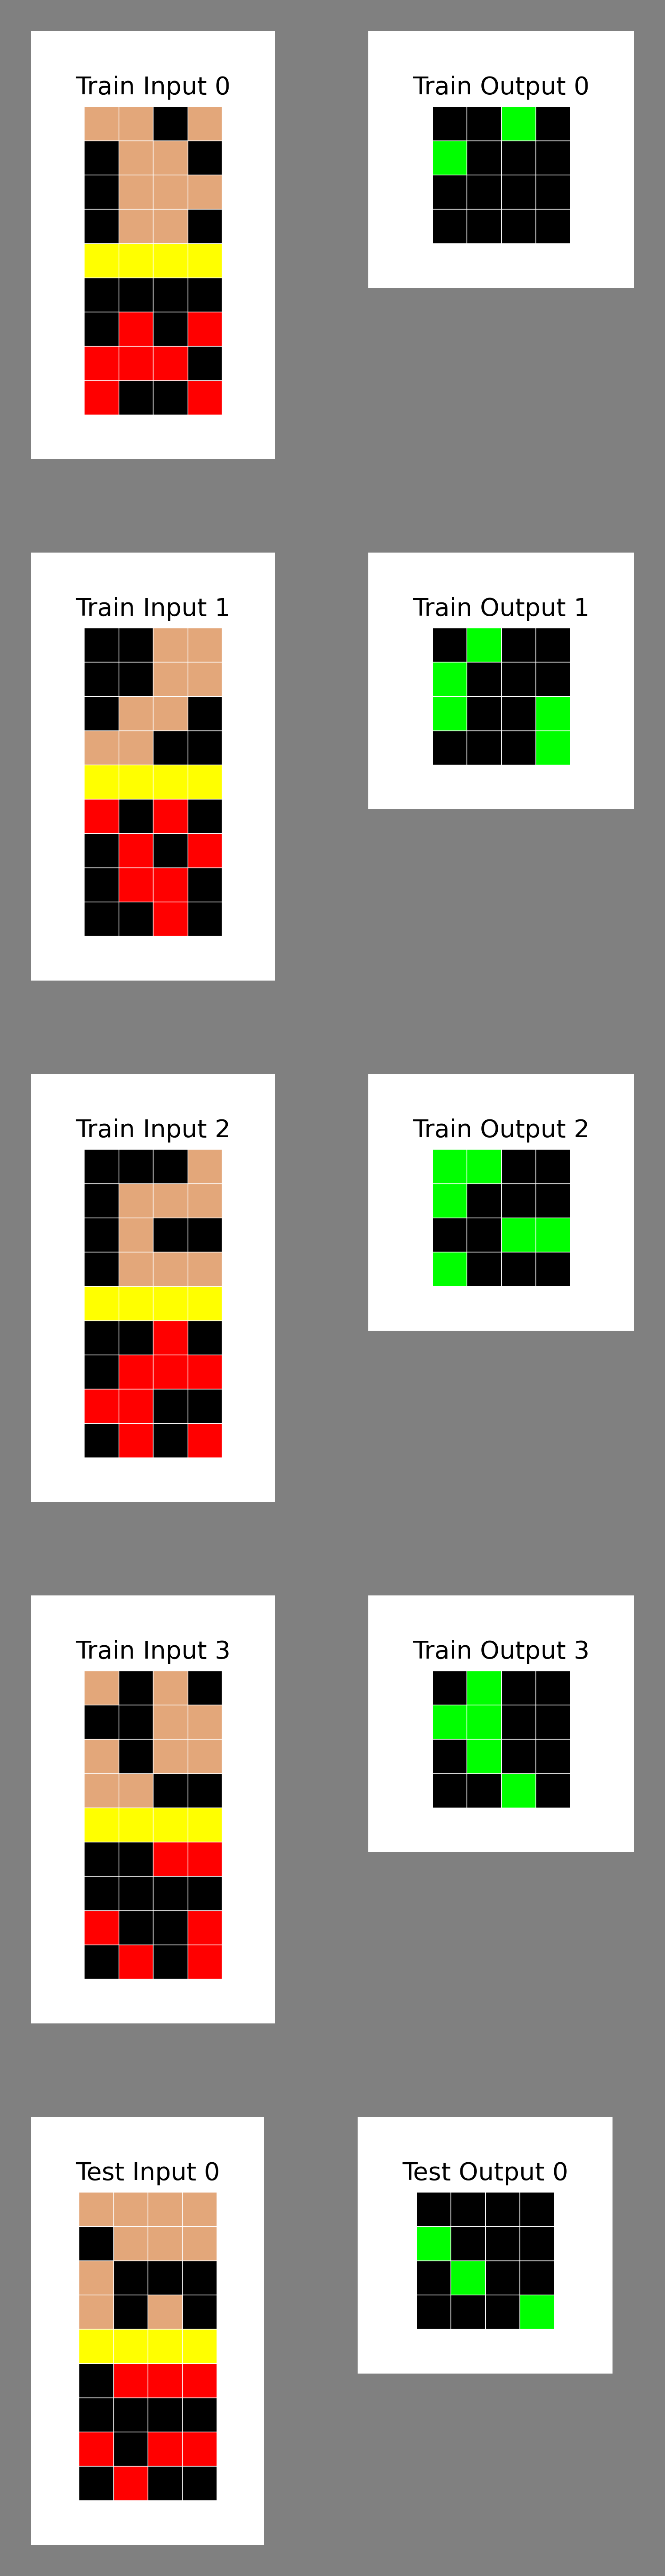 Train Input 0
Train Output 0
Train Input 1
Train Output 1
Train Input 2
Train Output 2
Train Input 3
Train Output 3
Test Input 0
Test Output 0